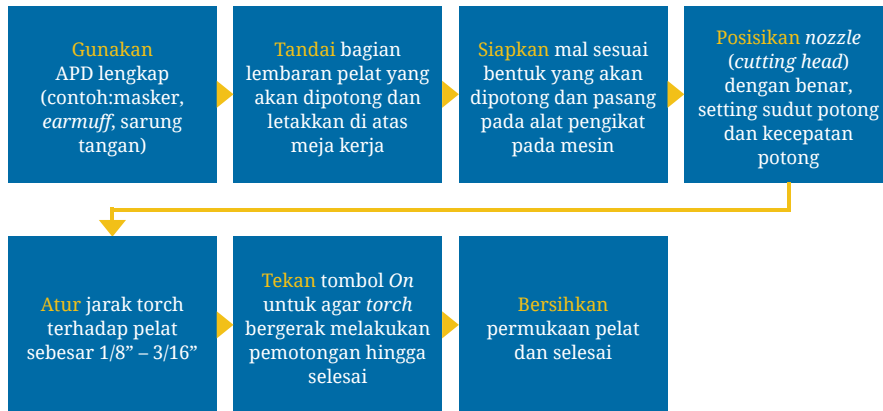 Gunakan
APD lengkap
(contoh:masker,
earmuff, sarung
tangan)
Tandai bagian
lembaran pelat yang
akan dipotong dan
letakkan di atas
meja kerja
Siapkan mal sesuai
bentuk yang akan
dipotong dan pasang
pada alat pengikat
pada mesin
Posisikan nozzle
(cutting head)
dengan benar,
setting sudut potong
dan kecepatan
potong
Atur jarak torch
terhadap pelat
sebesar 1/8” – 3/16”
Tekan tombol On
untuk agar torch
bergerak melakukan
pemotongan hingga
selesai
Bersihkan
permukaan pelat
dan selesai